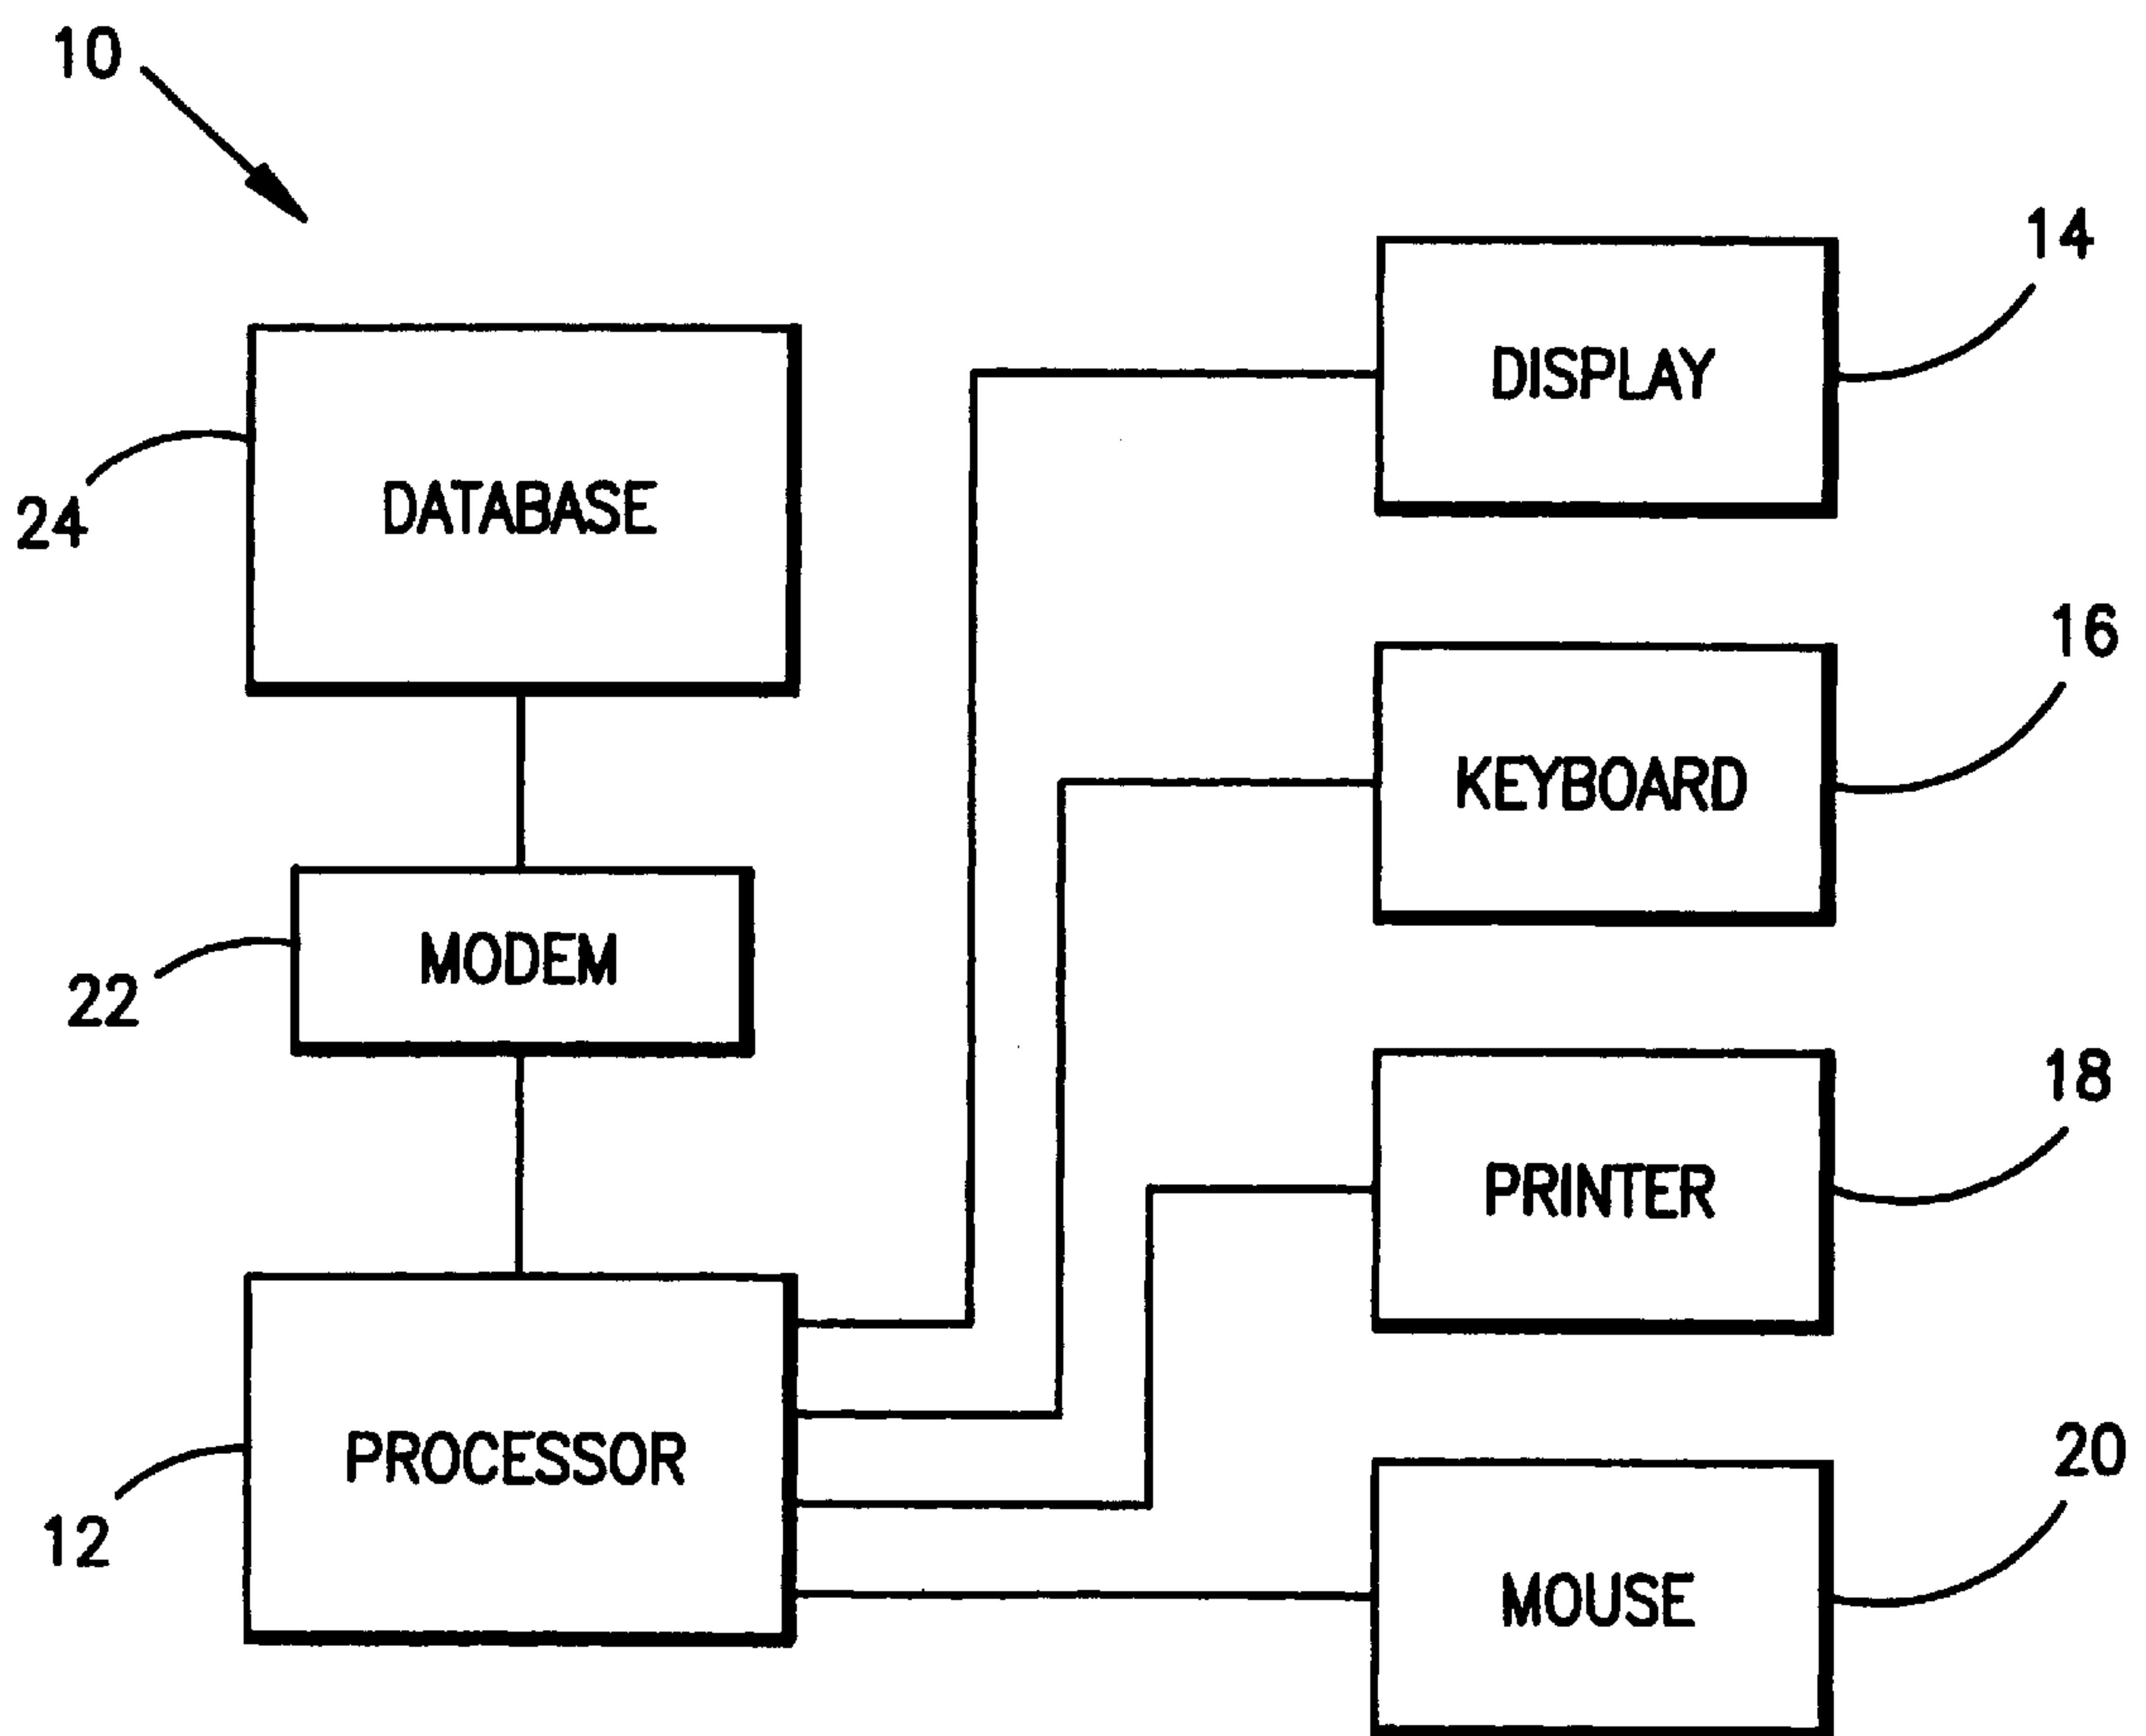 10
14
DISPLAY
24
DATABASE
16
KEYBOARD
22
MODEM
18
PRINTER
12
PROCESSOR
20
MOUSE